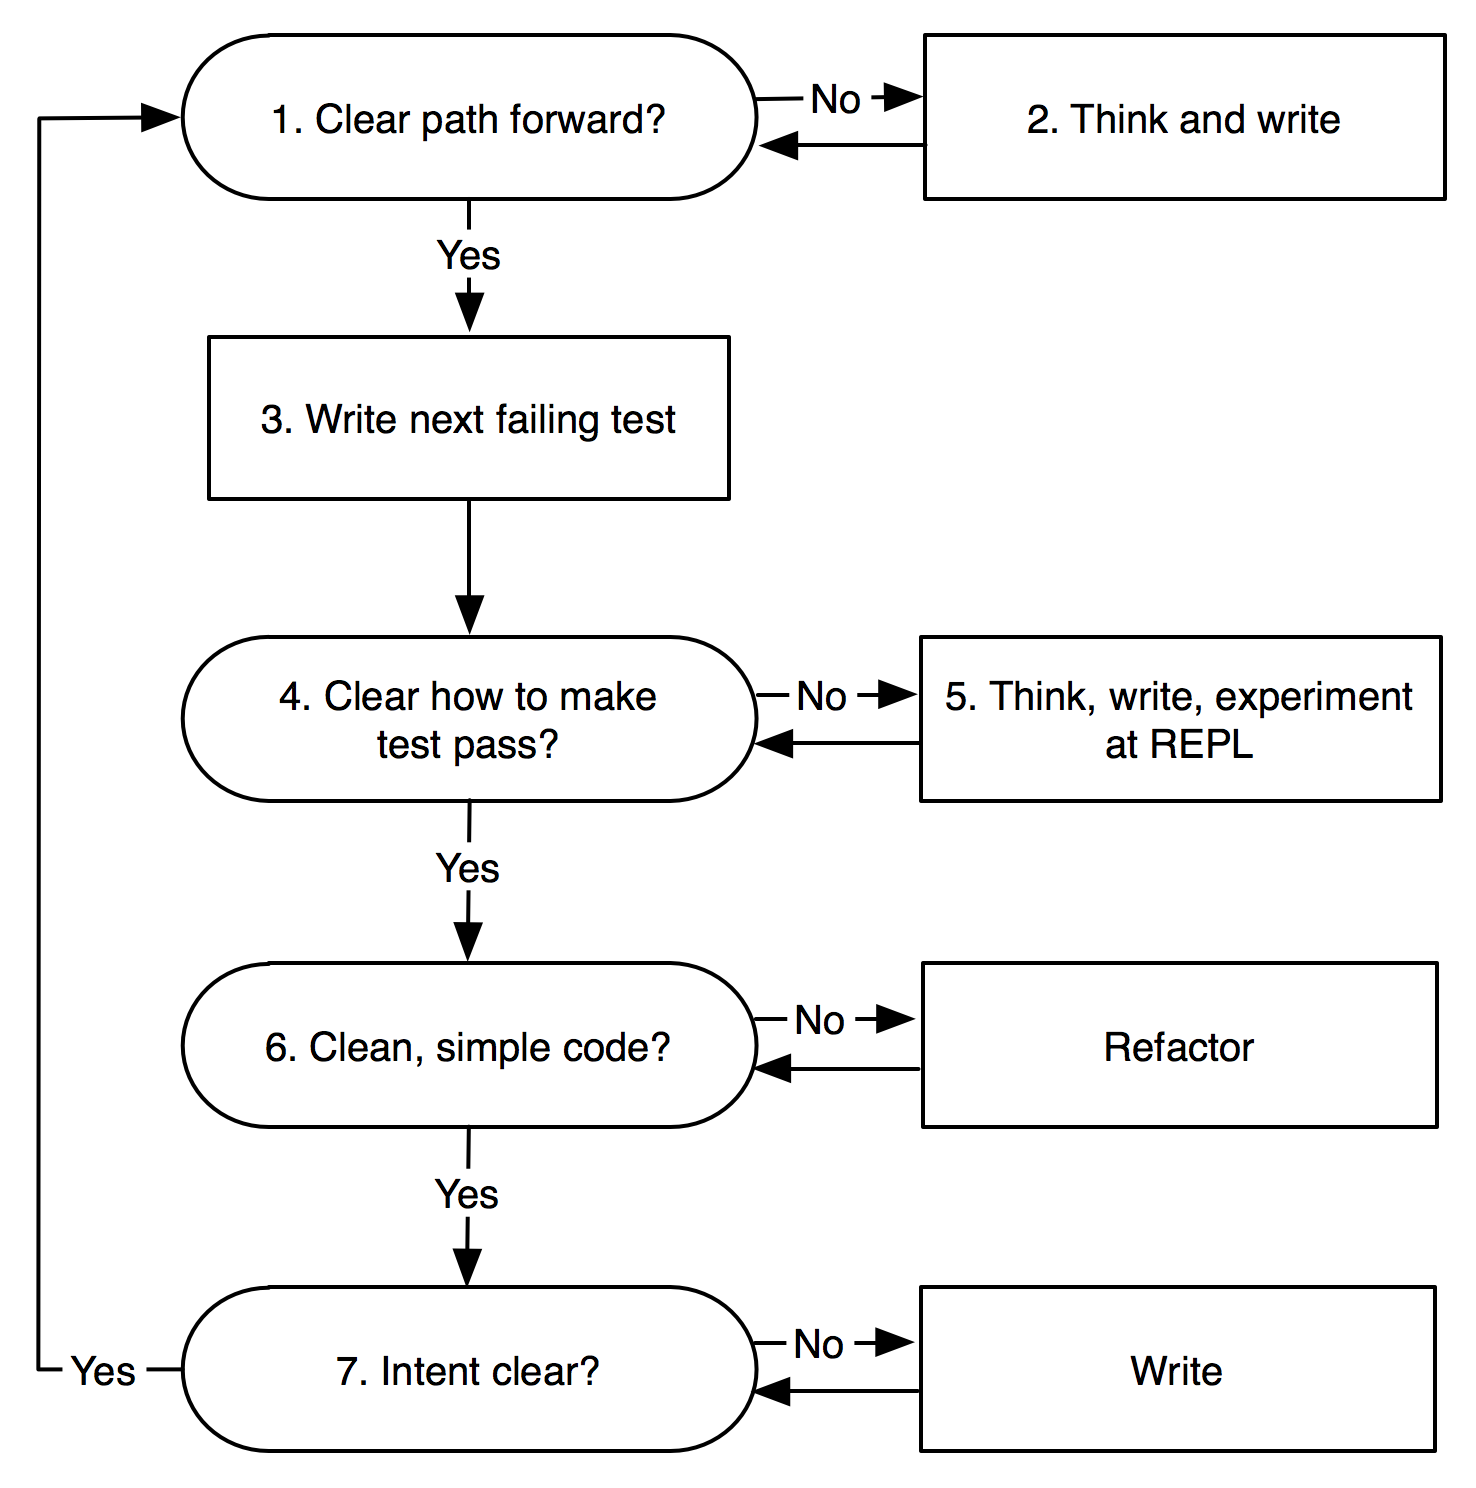 1. Clear path forward?
No
2. Think and write
Yes
3. Write next failing test
4. Clear how to make
test pass?
No
5. Think, write, experiment
at REPL
Yes
6. Clean, simple code?
No
Refactor
Yes
7. Intent clear?
No
Write
Yes